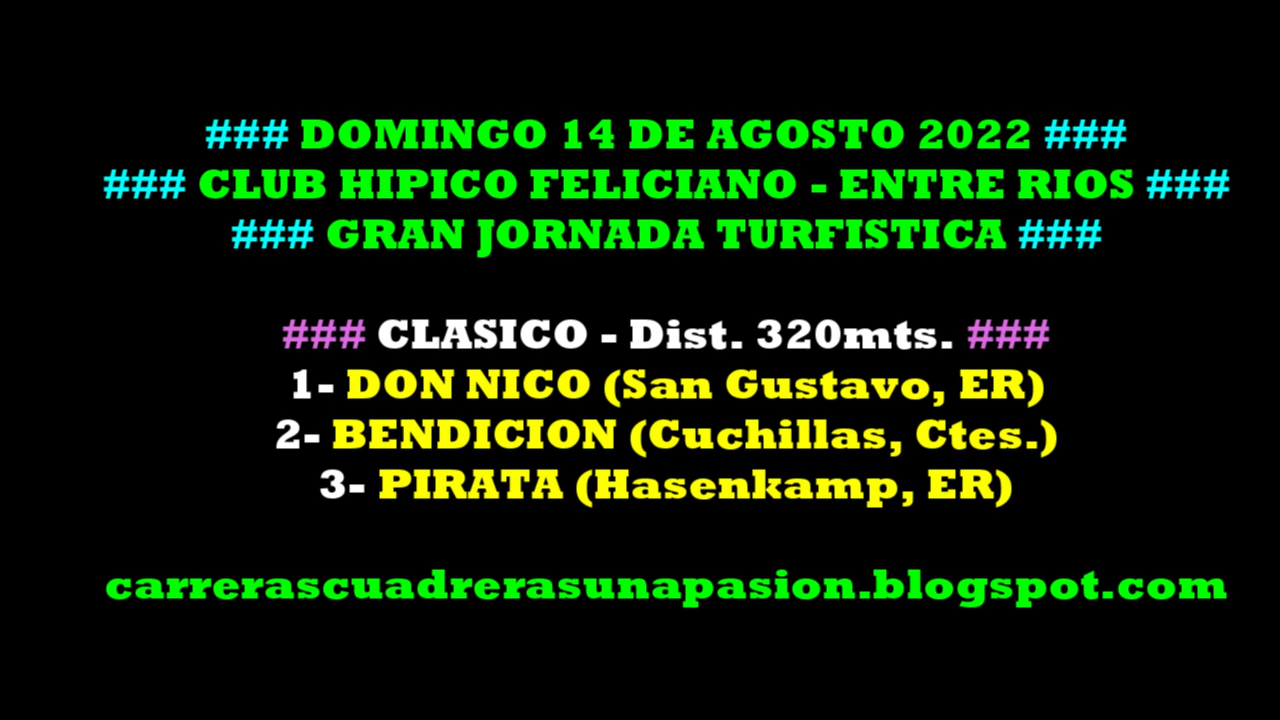 ### DOMINGO 14 DE AGOSTO 2022 ###
### CLUB HIPICO FELICIANO - ENTRE RIOS ###
### GRAN JORNADA TURFISTICA ###
### CLASICO - Dist. 320mts. ###
1- DON NICO (San Gustavo, ER)
2- BENDICION (Cuchillas, Ctes.)
3- PIRATA (Hasenkamp, ER)
carrerascuadrerasunapasion.blogspot.com